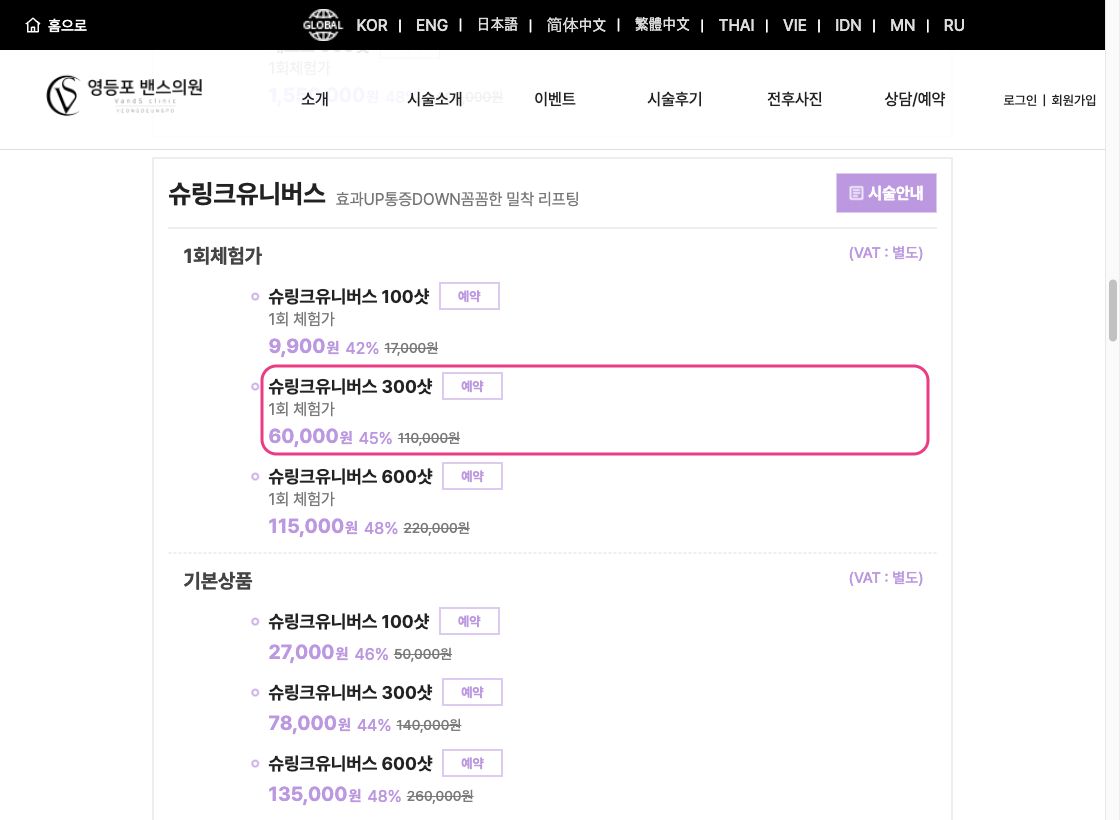 홈으로
GLOBAL KOR | ENG | 日本語 | 简体中文 | 繁體中文 | THAI | VIE | IDN | MN | RU
1회체험가
영등포 밴스의원
VandS clinic
YEONGDEUNGPO
소개 시술소개 이벤트 시술후기 전후사진 상담/예약 로그인 | 회원가입
슈링크유니버스 효과UP통증DOWN꼼꼼한 밀착 리프팅 시술안내
1회체험가 (VAT : 별도)
슈링크유니버스 100샷 예약
1회 체험가
9,900원 42% 17,000원
슈링크유니버스 300샷 예약
1회 체험가
60,000원 45% 110,000원
슈링크유니버스 600샷 예약
1회 체험가
115,000원 48% 220,000원
기본상품 (VAT : 별도)
슈링크유니버스 100샷 예약
27,000원 46% 50,000원
슈링크유니버스 300샷 예약
78,000원 44% 140,000원
슈링크유니버스 600샷 예약
135,000원 48% 260,000원